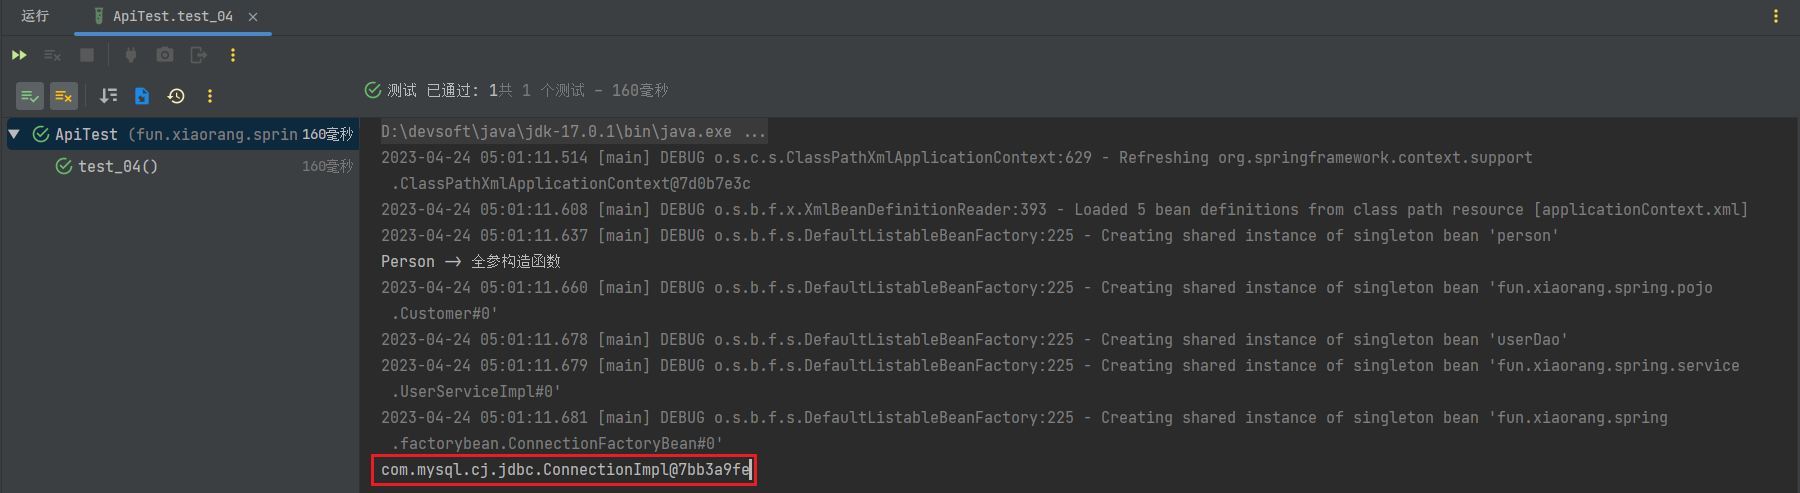 运行 ApiTest.test_04
测试 已通过: 1共 1 个测试 – 160毫秒
ApiTest (fun.xiaorang.sprin 160毫秒
test_04() 160毫秒
D:\devsoft\java\jdk-17.0.1\bin\java.exe ...
2023-04-24 05:01:11.514 [main] DEBUG o.s.c.s.ClassPathXmlApplicationContext:629 - Refreshing org.springframework.context.support
.ClassPathXmlApplicationContext@7d0b7e3c
2023-04-24 05:01:11.608 [main] DEBUG o.s.b.f.x.XmlBeanDefinitionReader:393 - Loaded 5 bean definitions from class path resource [applicationContext.xml]
2023-04-24 05:01:11.637 [main] DEBUG o.s.b.f.s.DefaultListableBeanFactory:225 - Creating shared instance of singleton bean 'person'
Person —> 全参构造函数
2023-04-24 05:01:11.660 [main] DEBUG o.s.b.f.s.DefaultListableBeanFactory:225 - Creating shared instance of singleton bean 'fun.xiaorang.spring.pojo
.Customer#0'
2023-04-24 05:01:11.678 [main] DEBUG o.s.b.f.s.DefaultListableBeanFactory:225 - Creating shared instance of singleton bean 'userDao'
2023-04-24 05:01:11.679 [main] DEBUG o.s.b.f.s.DefaultListableBeanFactory:225 - Creating shared instance of singleton bean 'fun.xiaorang.spring.service
.UserServiceImpl#0'
2023-04-24 05:01:11.681 [main] DEBUG o.s.b.f.s.DefaultListableBeanFactory:225 - Creating shared instance of singleton bean 'fun.xiaorang.spring
.factorybean.ConnectionFactoryBean#0'
com.mysql.cj.jdbc.ConnectionImpl@7bb3a9fe